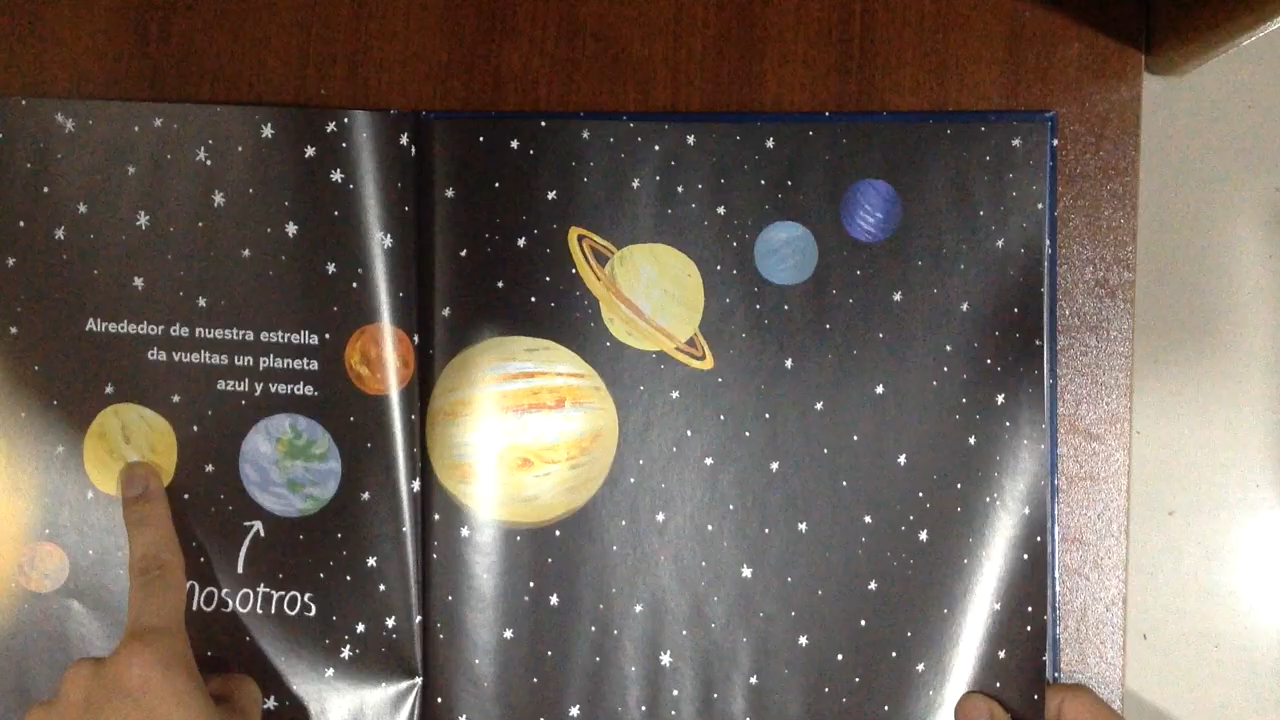 Alrededor de nuestra estrella
da vueltas un planeta
azul y verde.
nosotros